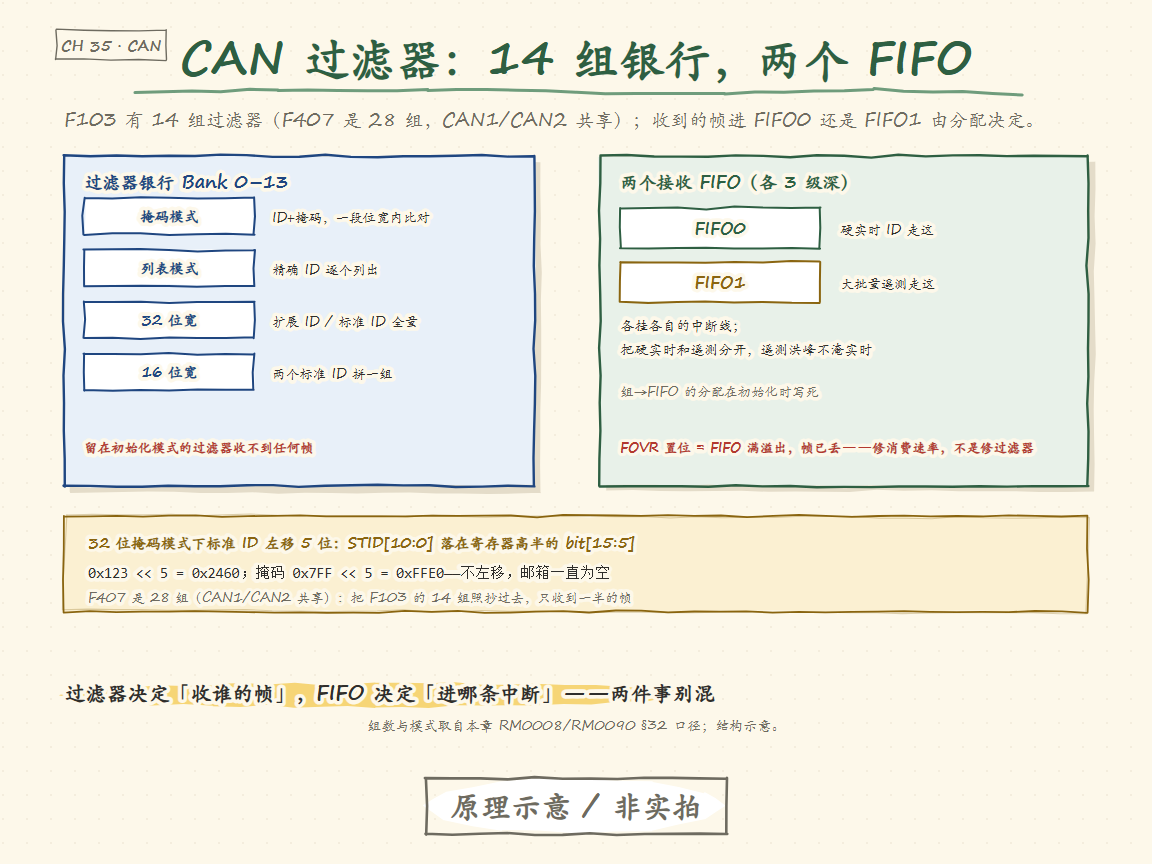 CH 35 · CAN
CAN 过滤器：14 组银行，两个 FIFO
F103 有 14 组过滤器（F407 是 28 组，CAN1/CAN2 共享）；收到的帧进 FIFO0 还是 FIFO1 由分配决定。
过滤器银行 Bank 0–13
掩码模式
ID+掩码，一段位宽内比对
列表模式
精确 ID 逐个列出
32 位宽
扩展 ID / 标准 ID 全量
16 位宽
两个标准 ID 拼一组
留在初始化模式的过滤器收不到任何帧
两个接收 FIFO（各 3 级深）
FIFO0
硬实时 ID 走这
FIFO1
大批量遥测走这
各挂各自的中断线；
把硬实时和遥测分开，遥测洪峰不淹实时
组→FIFO 的分配在初始化时写死
FOVR 置位 = FIFO 满溢出，帧已丢——修消费速率，不是修过滤器
32 位掩码模式下标准 ID 左移 5 位：STID[10:0] 落在寄存器高半的 bit[15:5]
0x123 << 5 = 0x2460；掩码 0x7FF << 5 = 0xFFE0——不左移，邮箱一直为空
F407 是 28 组（CAN1/CAN2 共享）：把 F103 的 14 组照抄过去，只收到一半的帧
过滤器决定「收谁的帧」，FIFO 决定「进哪条中断」——两件事别混
组数与模式取自本章 RM0008/RM0090 §32 口径；结构示意。
原理示意 / 非实拍